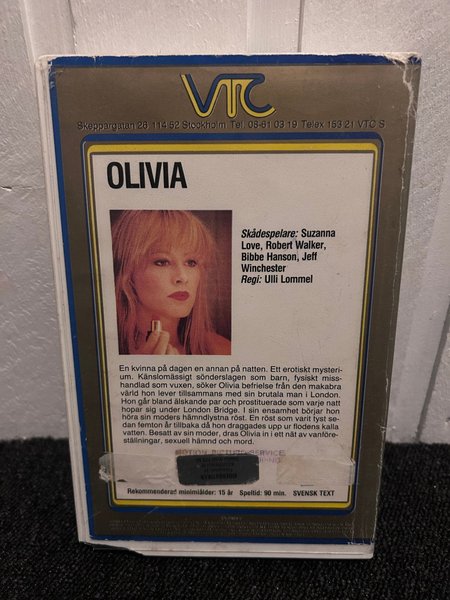 VTC
Skeppargatan 26, 114 52 Stockholm Tel. 08-61 03 19 Telex 153 21 VTC S
OLIVIA
Skådespelare: Suzanna
Love, Robert Walker,
Bibbe Hanson, Jeff
Winchester
Regi: Ulli Lommel
En kvinna på dagen en annan på natten. Ett erotiskt mysteri-
um. Känslomässigt sönderslagen som barn, fysiskt miss-
handlad som vuxen, söker Olivia befrielse från den makabra
värld hon lever tillsammans med sin brutala man i London.
Hon går bland älskande par och prostituerade som varje natt
hopar sig under London Bridge. I sin ensamhet börjar hon
höra sin moders hämndlystna röst. En röst som varit tyst se-
dan femton år tillbaka då hon draggades upp ur flodens kalla
vatten. Besatt av sin moder, dras Olivia in i ett nät av vanföre-
ställningar, sexuell hämnd och mord.
MOTION PICTURE SERVICE
Rekommenderad minimiålder: 15 år Speltid: 90 min. SVENSK TEXT